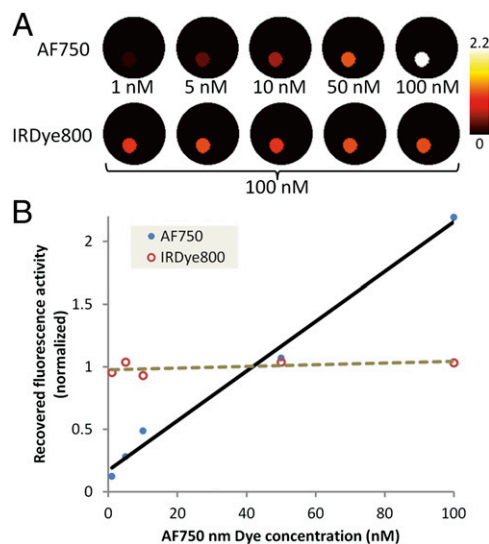 A
AF750
2.2
1 nM 5 nM 10 nM 50 nM 100 nM
IRDye800
0
100 nM
B
AF750
IRDye800
Recovered fluorescence activity
(normalized)
2
1.5
1
0.5
0
0 20 40 60 80 100
AF750 nm Dye concentration (nM)